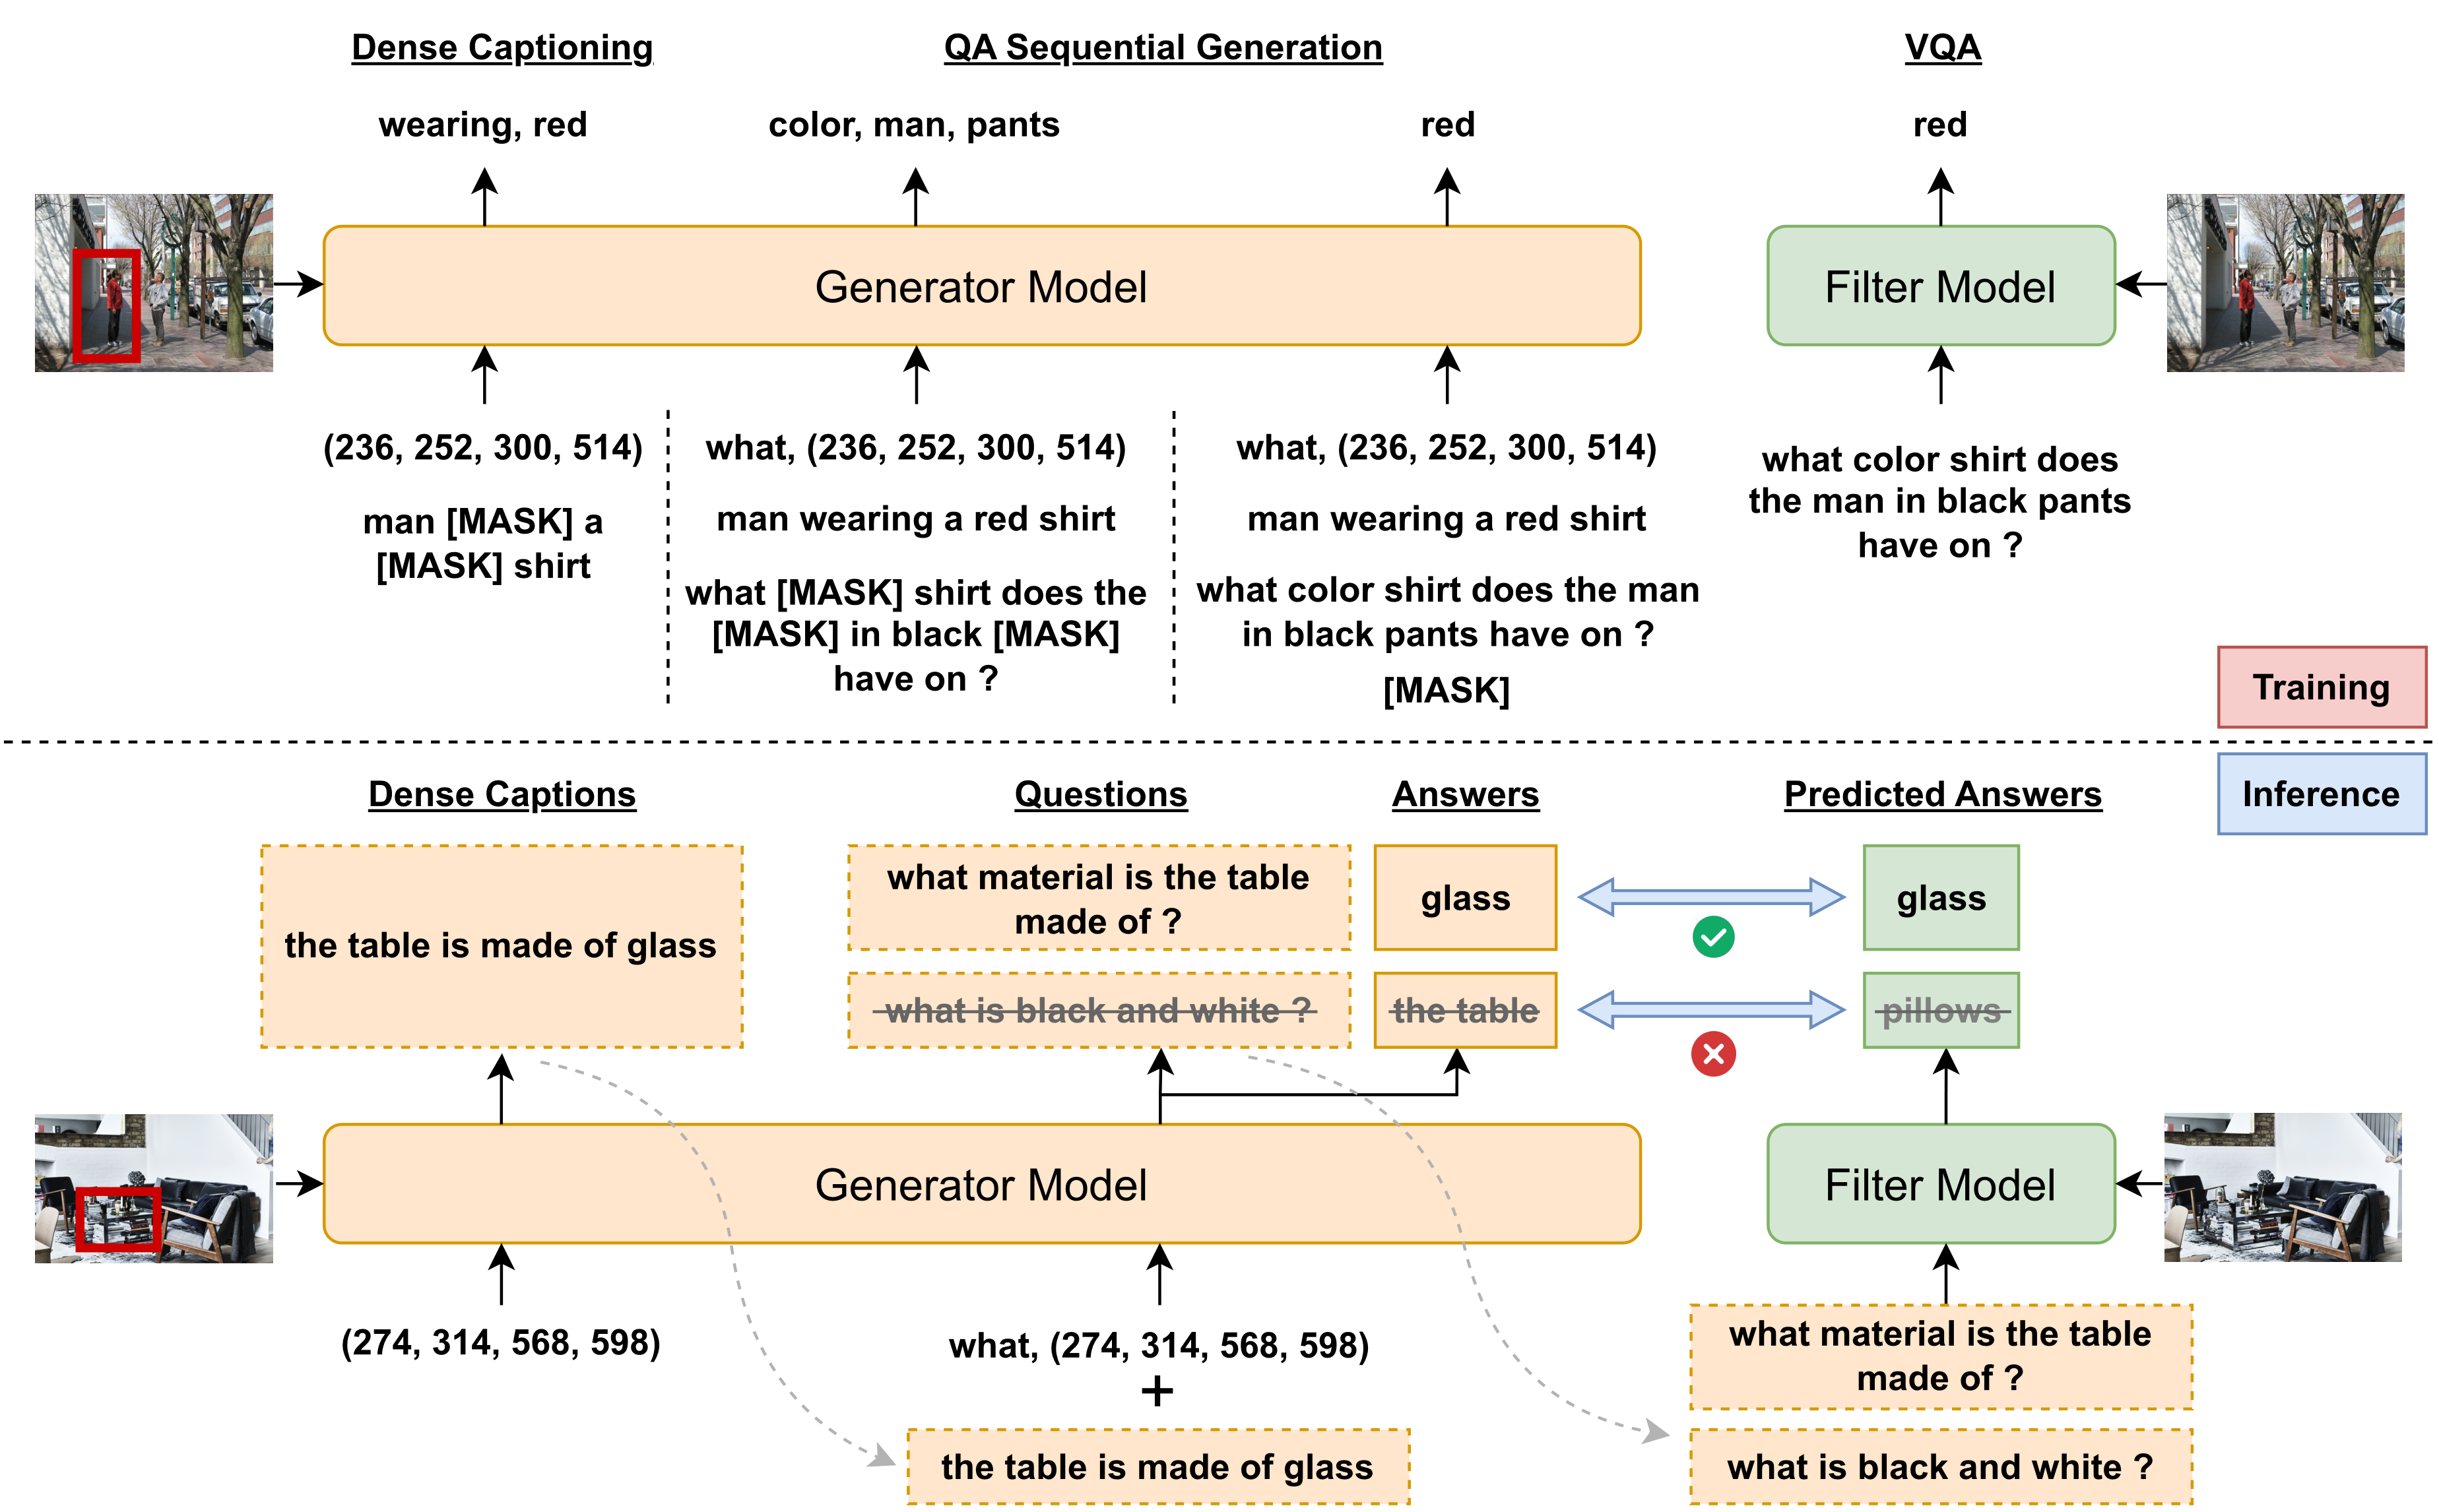 Dense Captioning
QA Sequential Generation
VQA
wearing, red
color, man, pants
red
red
Generator Model
Filter Model
(236, 252, 300, 514)
man [MASK] a
[MASK] shirt
what, (236, 252, 300, 514)
man wearing a red shirt
what [MASK] shirt does the
[MASK] in black [MASK]
have on ?
what, (236, 252, 300, 514)
man wearing a red shirt
what color shirt does the man
in black pants have on ?
[MASK]
what color shirt does
the man in black pants
have on ?
Training
Inference
Dense Captions
Questions
Answers
Predicted Answers
the table is made of glass
what material is the table
made of ?
glass
glass
what is black and white ?
the table
pillows
Generator Model
Filter Model
(274, 314, 568, 598)
what, (274, 314, 568, 598)
+
the table is made of glass
what material is the table
made of ?
what is black and white ?